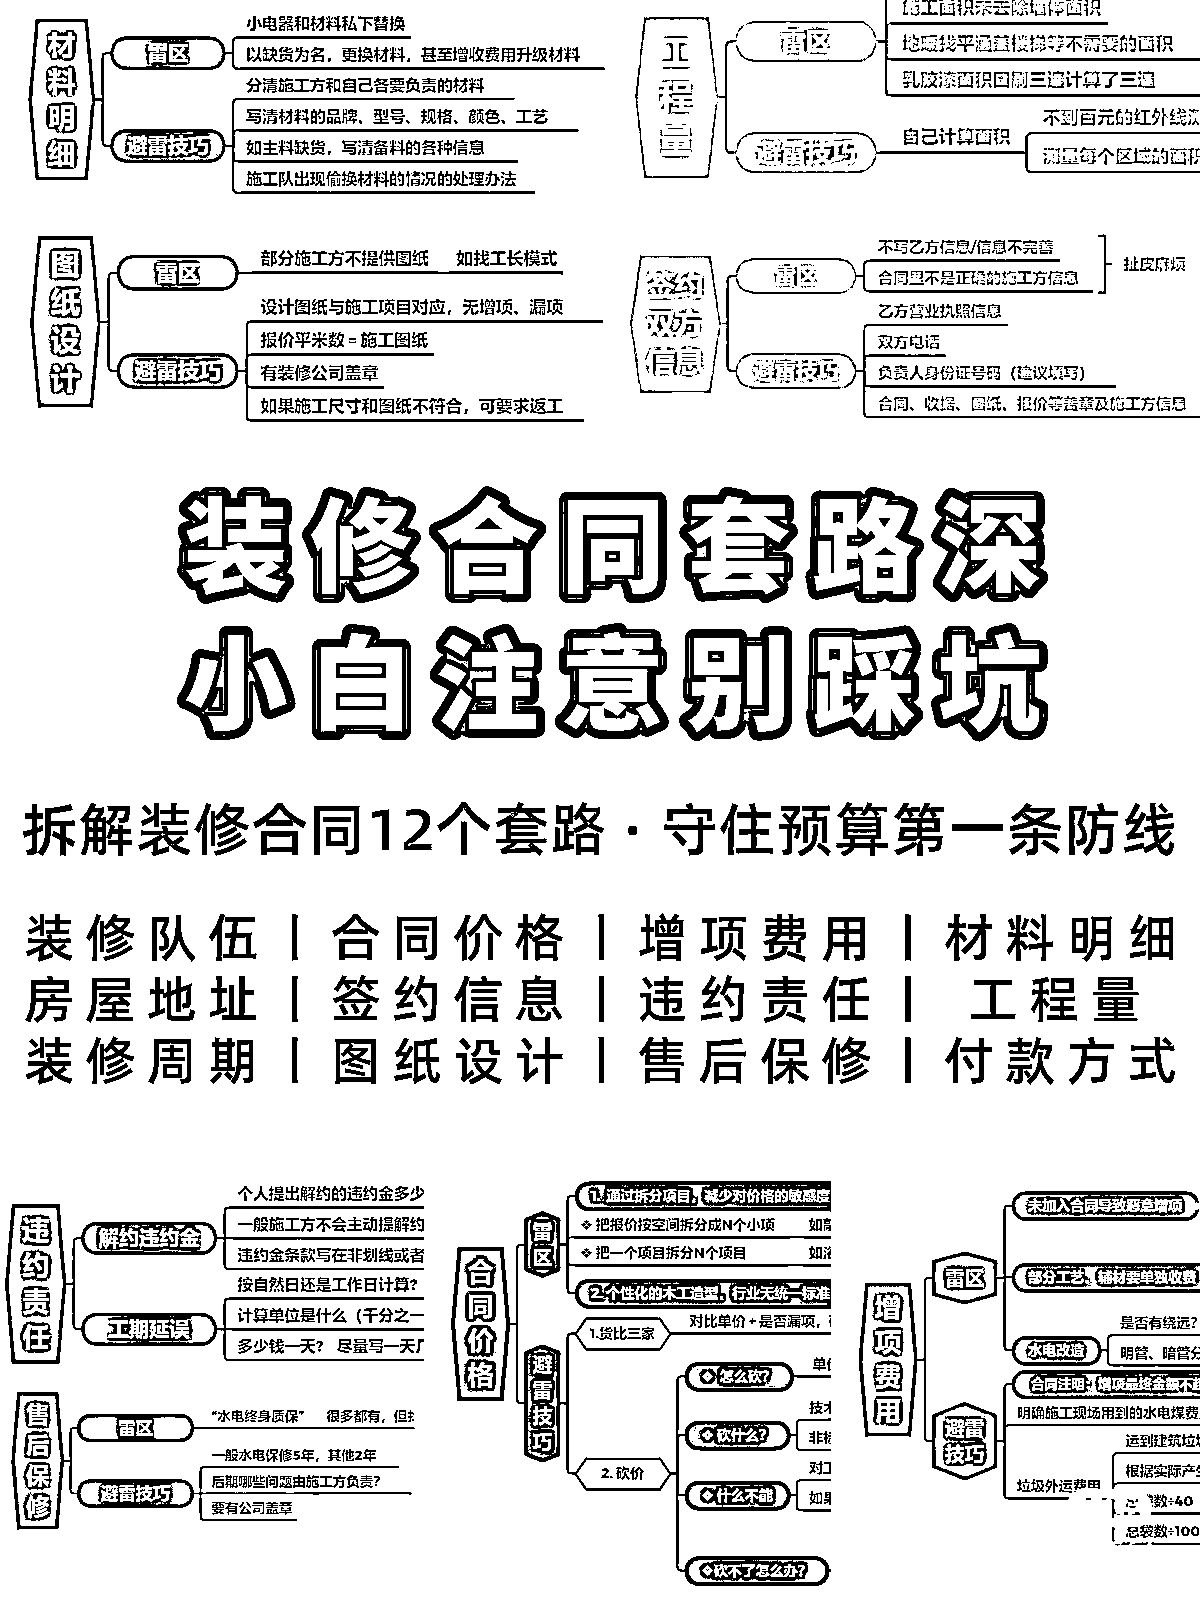 材料明细
雷区
小电器和材料私下替换
以缺货为名，更换材料，甚至增收费用升级材料
避雷技巧
分清施工方和自己各要负责的材料
写清材料的品牌、型号、规格、颜色、工艺
如主料缺货，写清备料的各种信息
施工队出现偷换材料的情况的处理办法
工程量
雷区
施工面积未去除墙体面积
地暖找平涵盖楼梯等不需要的面积
乳胶漆面积因刷三遍计算了三遍
避雷技巧
自己计算面积
不到百元的红外线测
测量每个区域的面积
图纸设计
雷区
部分施工方不提供图纸 如找工长模式
避雷技巧
设计图纸与施工项目对应，无增项、漏项
报价平米数=施工图纸
有装修公司盖章
如果施工尺寸和图纸不符合，可要求返工
签约双方信息
雷区
不写乙方信息/信息不完善
合同里不是正确的施工方信息
扯皮麻烦
避雷技巧
乙方营业执照信息
双方电话
负责人身份证号码（建议填写）
合同、收据、图纸、报价等盖章及施工方信息
装修合同套路深
小白注意别踩坑
拆解装修合同12个套路·守住预算第一条防线
装修队伍｜合同价格｜增项费用｜材料明细
房屋地址｜签约信息｜违约责任｜工程量
装修周期｜图纸设计｜售后保修｜付款方式
违约责任
解约违约金
个人提出解约的违约金多少
一般施工方不会主动提解约
违约金条款写在非划线或者
工期延误
按自然日还是工作日计算？
计算单位是什么（千分之一
多少钱一天？ 尽量写一天
售后保修
雷区
“水电终身质保” 很多都有，但
避雷技巧
一般水电保修5年，其他2年
后期哪些问题由施工方负责？
要有公司盖章
合同价格
雷区
1.通过拆分项目，减少对价格的敏感度
❖把报价按空间拆分成N个小项
❖把一个项目拆分N个项目
2.个性化的木工造型，行业无统一标准
避雷技巧
1.货比三家
对比单价+是否漏项，
2.砍价
❖怎么砍？
❖砍什么？
❖什么不能
❖砍不了怎么办？
增项费用
雷区
未加入合同导致恶意增项
部分工艺、辅材要单独收费
水电改造
是否有绕远？
明管、暗管分
避雷技巧
合同注明：增项最终金额不超
明确施工现场用到的水电煤费
垃圾外运费用
运到建筑垃圾
根据实际产生
总袋数÷40
总袋数÷100